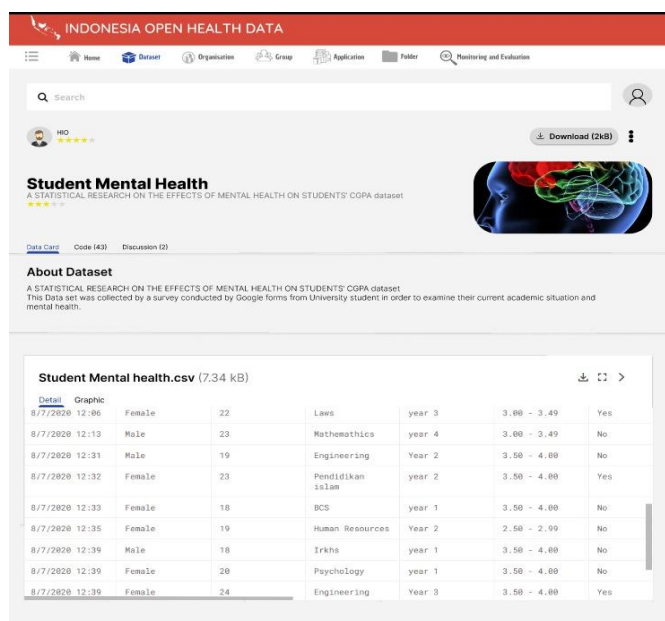 INDONESIA OPEN HEALTH DATA
Home Dataset Organisation Group Application Folder Monitoring and Evaluation
Search
HIO
Download (2kB)
Student Mental Health
A STATISTICAL RESEARCH ON THE EFFECTS OF MENTAL HEALTH ON STUDENTS' CGPA dataset
Data Card Code (43) Discussion (2)
About Dataset
A STATISTICAL RESEARCH ON THE EFFECTS OF MENTAL HEALTH ON STUDENTS' CGPA dataset
This Data set was collected by a survey conducted by Google forms from University student in order to examine their current academic situation and
mental health.
Student Mental health.csv (7.34 kB)
Detail Graphic
8/7/2020 12:06 Female 22 Laws year 3 3.00 - 3.49 Yes
8/7/2020 12:13 Male 23 Mathemathics year 4 3.00 - 3.49 No
8/7/2020 12:31 Male 19 Engineering Year 2 3.50 - 4.00 No
8/7/2020 12:32 Female 23 Pendidikan year 2 3.50 - 4.00 Yes
islam
8/7/2020 12:33 Female 18 BCS year 1 3.50 - 4.00 No
8/7/2020 12:35 Female 19 Human Resources Year 2 2.50 - 2.99 No
8/7/2020 12:39 Male 18 Irkhs year 1 3.50 - 4.00 No
8/7/2020 12:39 Female 20 Psychology year 1 3.50 - 4.00 No
8/7/2020 12:39 Female 24 Engineering Year 3 3.50 - 4.00 Yes